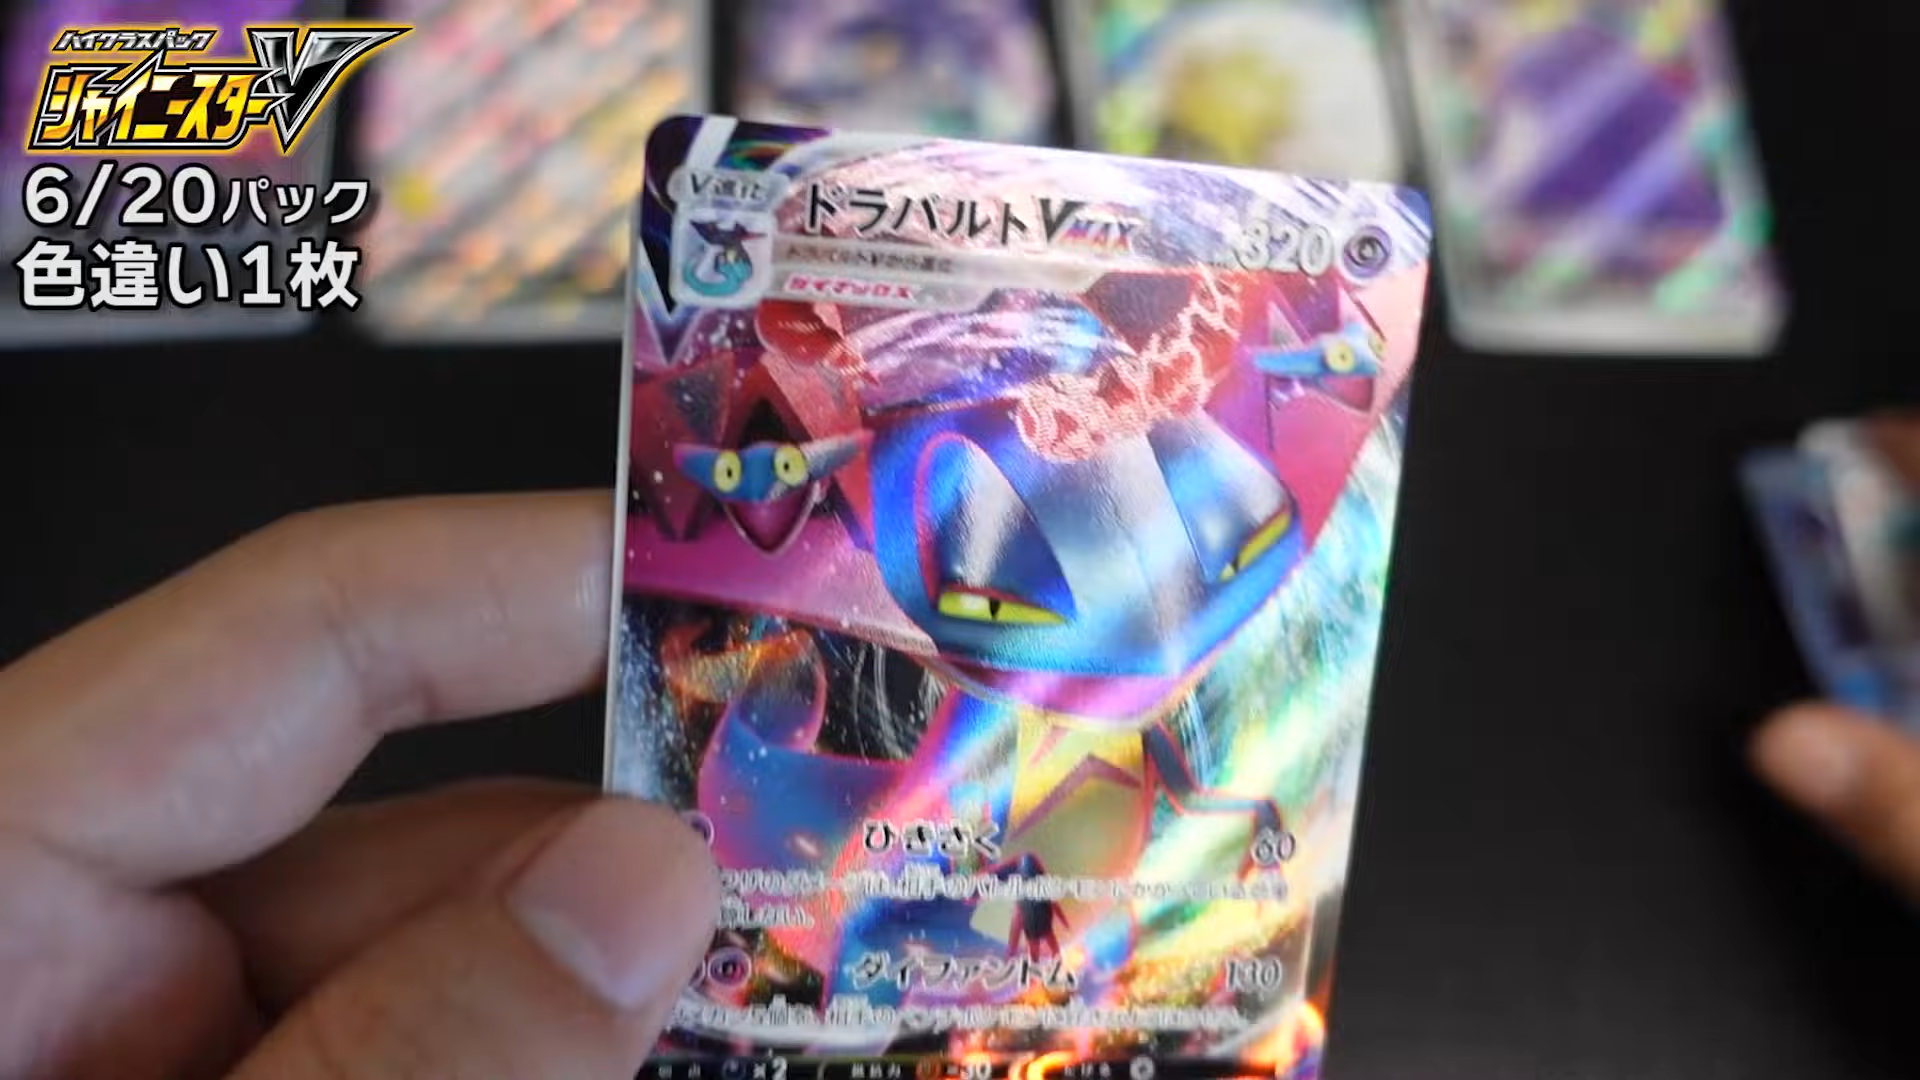 ハイクラスパック
シャイニースターV
6/20パック
色違い1枚
V進化
ドラパルトVMAX 320
ドラパルトVから進化
ダイマックス
ひきさく 60
ダイファントム 130
×2 -30